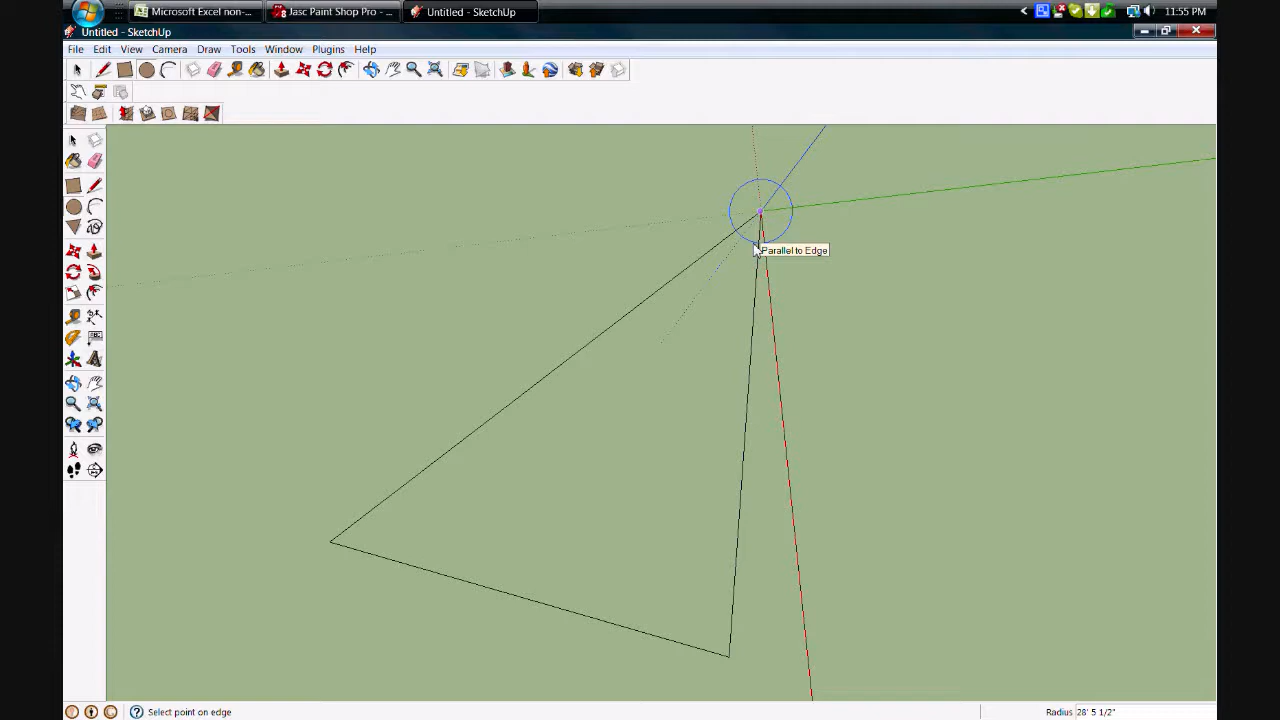 Microsoft Excel non-...
Jasc Paint Shop Pro - ...
Untitled - SketchUp
11:55 PM
Untitled - SketchUp
File Edit View Camera Draw Tools Window Plugins Help
Parallel to Edge
Select point on edge
Radius 28' 5 1/2"